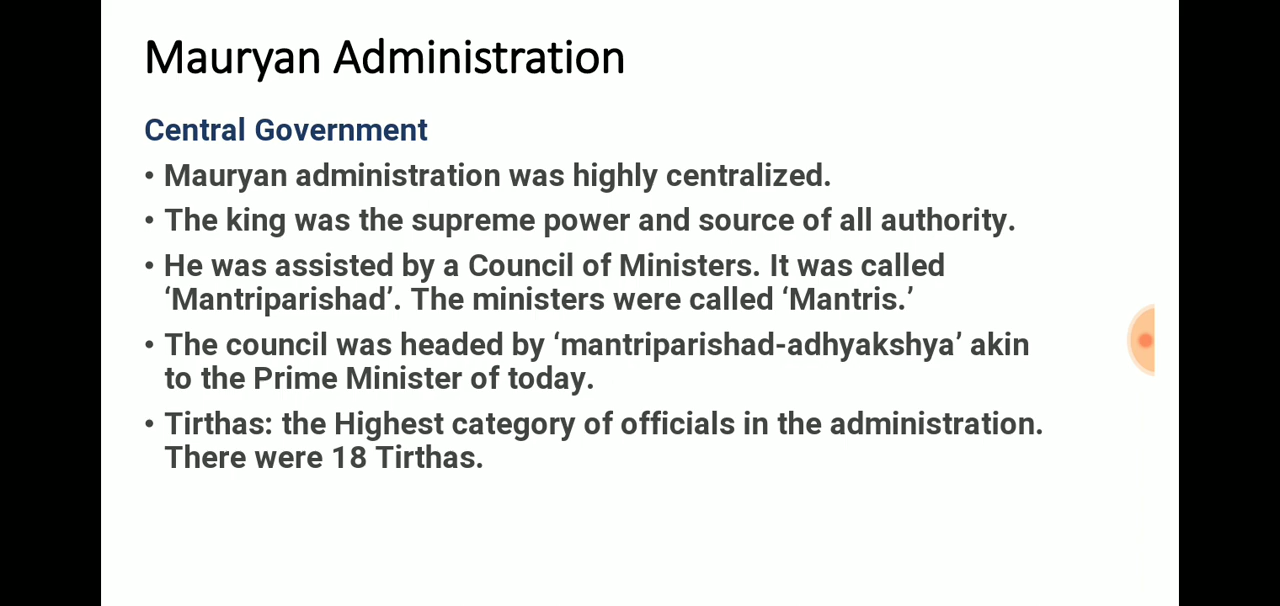 Mauryan Administration
Central Government
• Mauryan administration was highly centralized.
• The king was the supreme power and source of all authority.
• He was assisted by a Council of Ministers. It was called
‘Mantriparishad’. The ministers were called ‘Mantris.’
• The council was headed by ‘mantriparishad-adhyakshya’ akin
to the Prime Minister of today.
• Tirthas: the Highest category of officials in the administration.
There were 18 Tirthas.